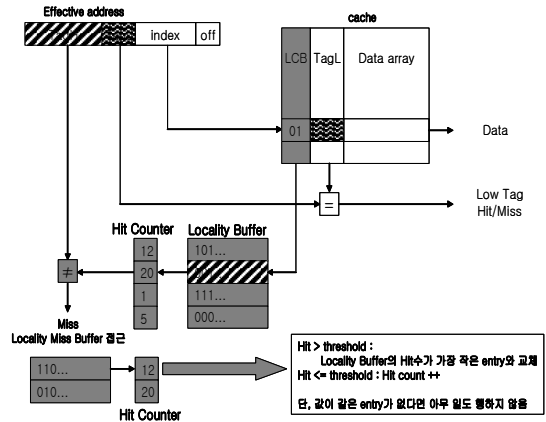 Effective address
index
off
cache
LCB
TagL
Data array
01
Data
=
Low Tag
Hit/Miss
Hit Counter
Locality Buffer
12
101...
20
≠
1
111...
5
000...
Miss
Locality Miss Buffer 접근
110...
12
010...
20
Hit Counter
Hit > threshold :
Locality Buffer의 Hit수가 가장 작은 entry와 교체
Hit <= threshold : Hit count ++
단, 값이 같은 entry가 없다면 아무 일도 행하지 않음